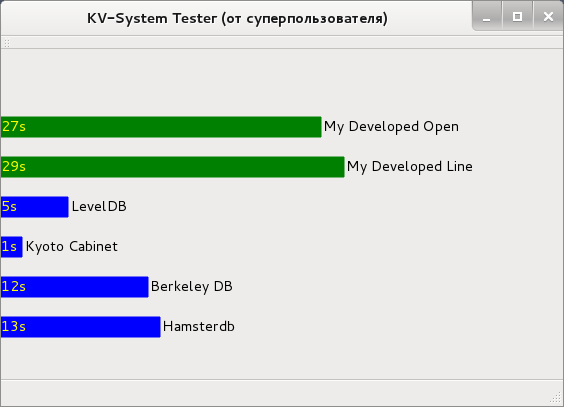 KV-System Tester (от суперпользователя)
27s My Developed Open
29s My Developed Line
5s LevelDB
1s Kyoto Cabinet
12s Berkeley DB
13s Hamsterdb